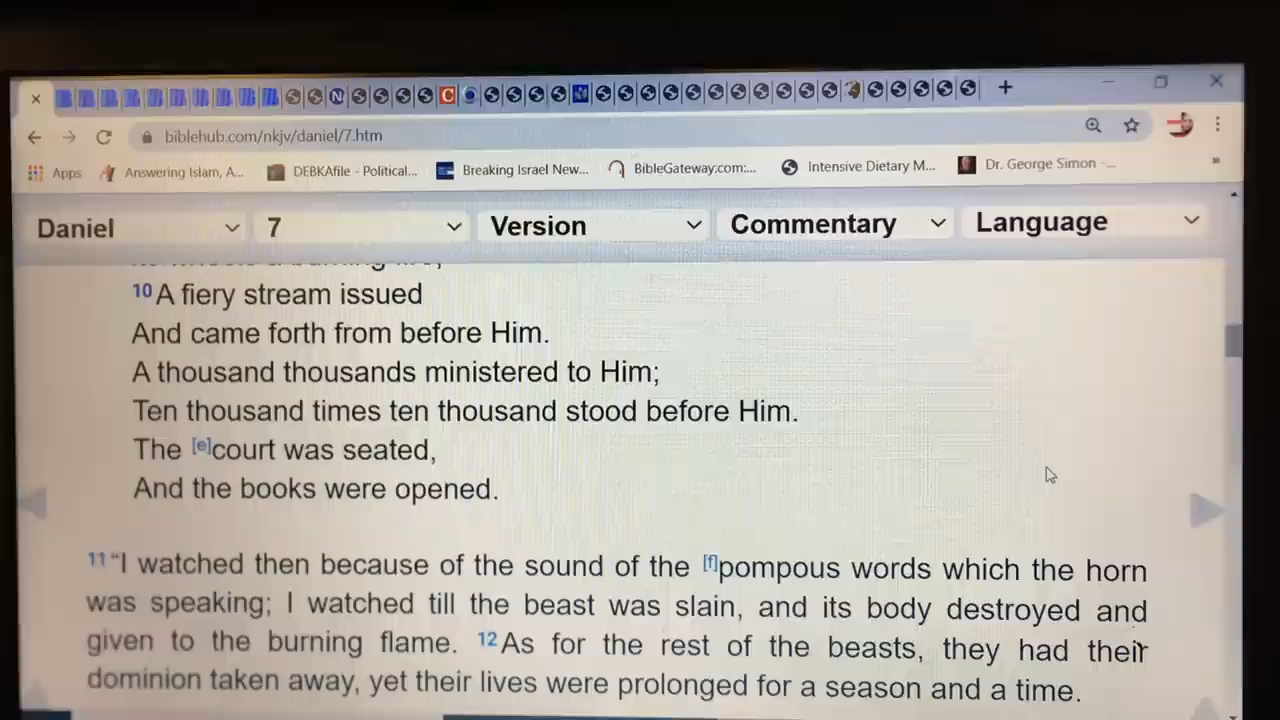 biblehub.com/nkjv/daniel/7.htm
Apps Answering Islam, A... DEBKAfile - Political... Breaking Israel New... BibleGateway.com:... Intensive Dietary M... Dr. George Simon -... »
Daniel 7 Version Commentary Language
10 A fiery stream issued
And came forth from before Him.
A thousand thousands ministered to Him;
Ten thousand times ten thousand stood before Him.
The [e]court was seated,
And the books were opened.
11 “I watched then because of the sound of the [f]pompous words which the horn
was speaking; I watched till the beast was slain, and its body destroyed and
given to the burning flame. 12 As for the rest of the beasts, they had their
dominion taken away, yet their lives were prolonged for a season and a time.